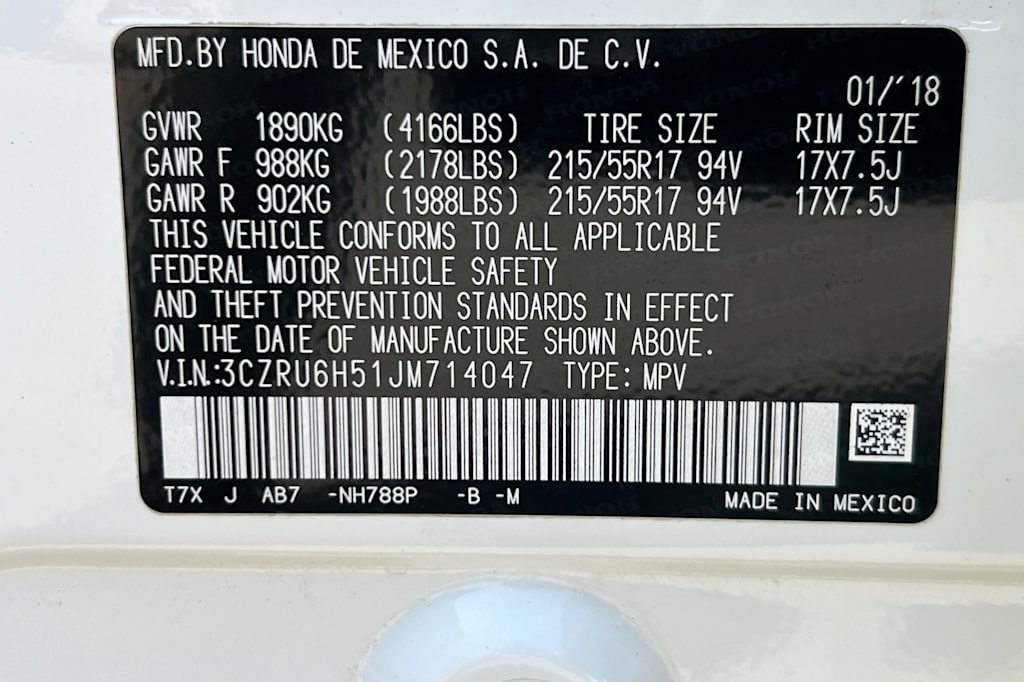 MFD.BY HONDA DE MEXICO S.A. DE C.V.
01/'18
GVWR 1890KG (4166LBS) TIRE SIZE RIM SIZE
GAWR F 988KG (2178LBS) 215/55R17 94V 17X7.5J
GAWR R 902KG (1988LBS) 215/55R17 94V 17X7.5J
THIS VEHICLE CONFORMS TO ALL APPLICABLE
FEDERAL MOTOR VEHICLE SAFETY
AND THEFT PREVENTION STANDARDS IN EFFECT
ON THE DATE OF MANUFACTURE SHOWN ABOVE.
V.I.N.:3CZRU6H51JM714047 TYPE: MPV
T7X J AB7 -NH788P -B -M MADE IN MEXICO